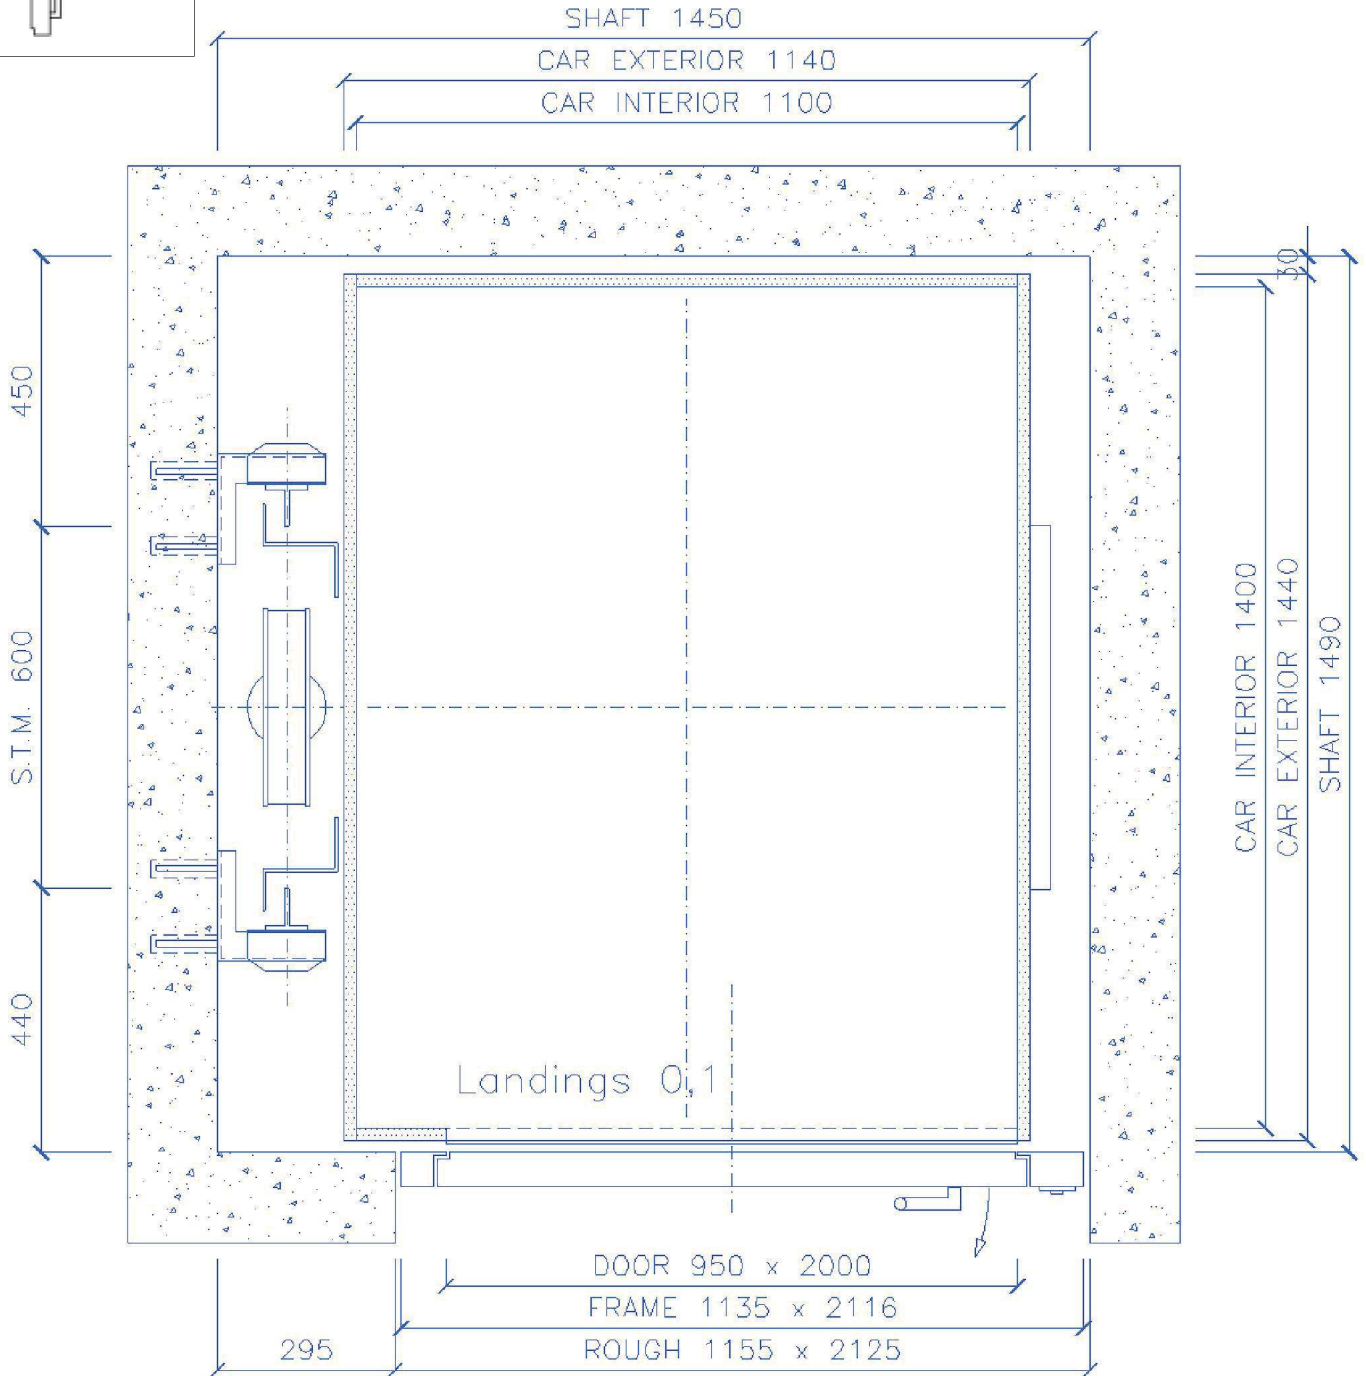 SHAFT 1450
CAR EXTERIOR 1140
CAR INTERIOR 1100
30
450
S.T.M. 600
440
CAR INTERIOR 1400
CAR EXTERIOR 1440
SHAFT 1490
Landings 0,1
DOOR 950 x 2000
FRAME 1135 x 2116
295
ROUGH 1155 x 2125